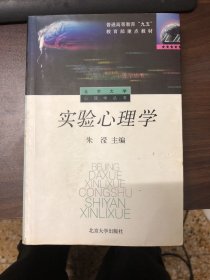 普通高等教育“九五”
教育部重点教材
北京大学
心理学丛书
实验心理学
朱滢 主编
BEIJING
DAXUE
XINLIXUE
CONGSHU
SHIYAN
XINLIXUE
北京大学出版社